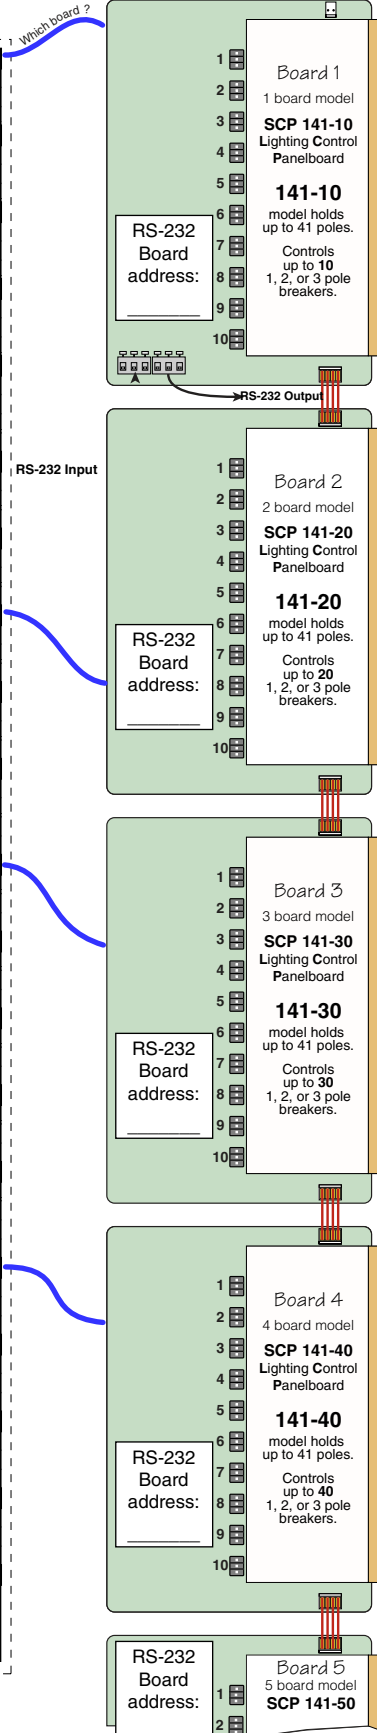 Which board ?
Board 1
1 board model
SCP 141-10
Lighting Control
Panelboard
141-10
model holds
up to 41 poles.
Controls
up to 10
1, 2, or 3 pole
breakers.
1
2
3
4
5
6
7
8
9
10
RS-232
Board
address:
RS-232 Output
RS-232 Input
Board 2
2 board model
SCP 141-20
Lighting Control
Panelboard
141-20
model holds
up to 41 poles.
Controls
up to 20
1, 2, or 3 pole
breakers.
1
2
3
4
5
6
7
8
9
10
RS-232
Board
address:
Board 3
3 board model
SCP 141-30
Lighting Control
Panelboard
141-30
model holds
up to 41 poles.
Controls
up to 30
1, 2, or 3 pole
breakers.
1
2
3
4
5
6
7
8
9
10
RS-232
Board
address:
Board 4
4 board model
SCP 141-40
Lighting Control
Panelboard
141-40
model holds
up to 41 poles.
Controls
up to 40
1, 2, or 3 pole
breakers.
1
2
3
4
5
6
7
8
9
10
RS-232
Board
address:
Board 5
5 board model
SCP 141-50
1
2
RS-232
Board
address: